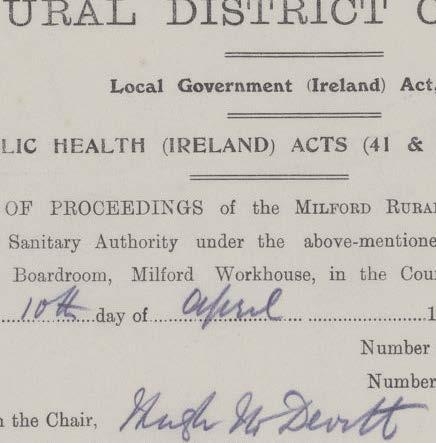 URAL DISTRICT C
Local Government (Ireland) Act,
LIC HEALTH (IRELAND) ACTS (41 &
OF PROCEEDINGS of the MILFORD RURA
Sanitary Authority under the above-mentione
Boardroom, Milford Workhouse, in the Cou
10th day of April 1
Number
Number
n the Chair, Hugh McDevitt